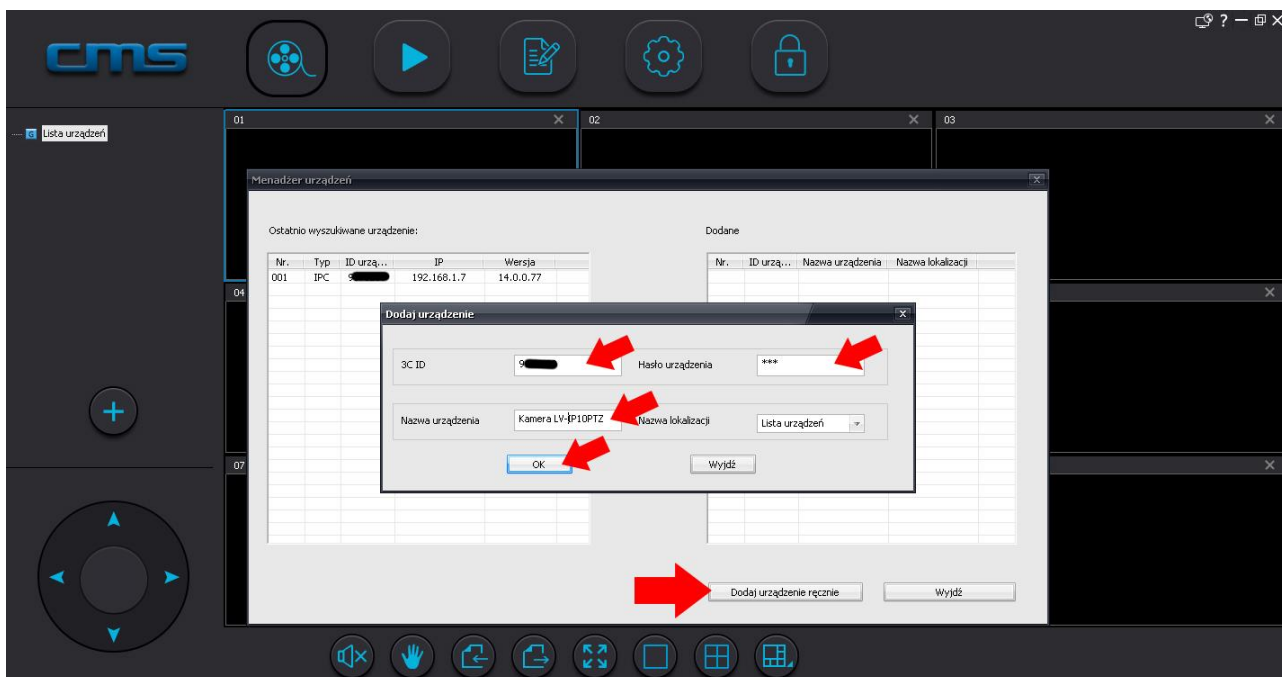 cms
?
01
02
03
Lista urządzeń
Menadżer urządzeń
Ostatnio wyszukiwane urządzenie:
Dodane
Nr. Typ ID urzą... IP Wersja
Nr. ID urzą... Nazwa urządzenia Nazwa lokalizacji
001 IPC 9 192.168.1.7 14.0.0.77
04
Dodaj urządzenie
3C ID 9 Hasło urządzenia ***
Nazwa urządzenia Kamera LV-IP10PTZ Nazwa lokalizacji Lista urządzeń
OK Wyjdź
07
Dodaj urządzenie ręcznie Wyjdź